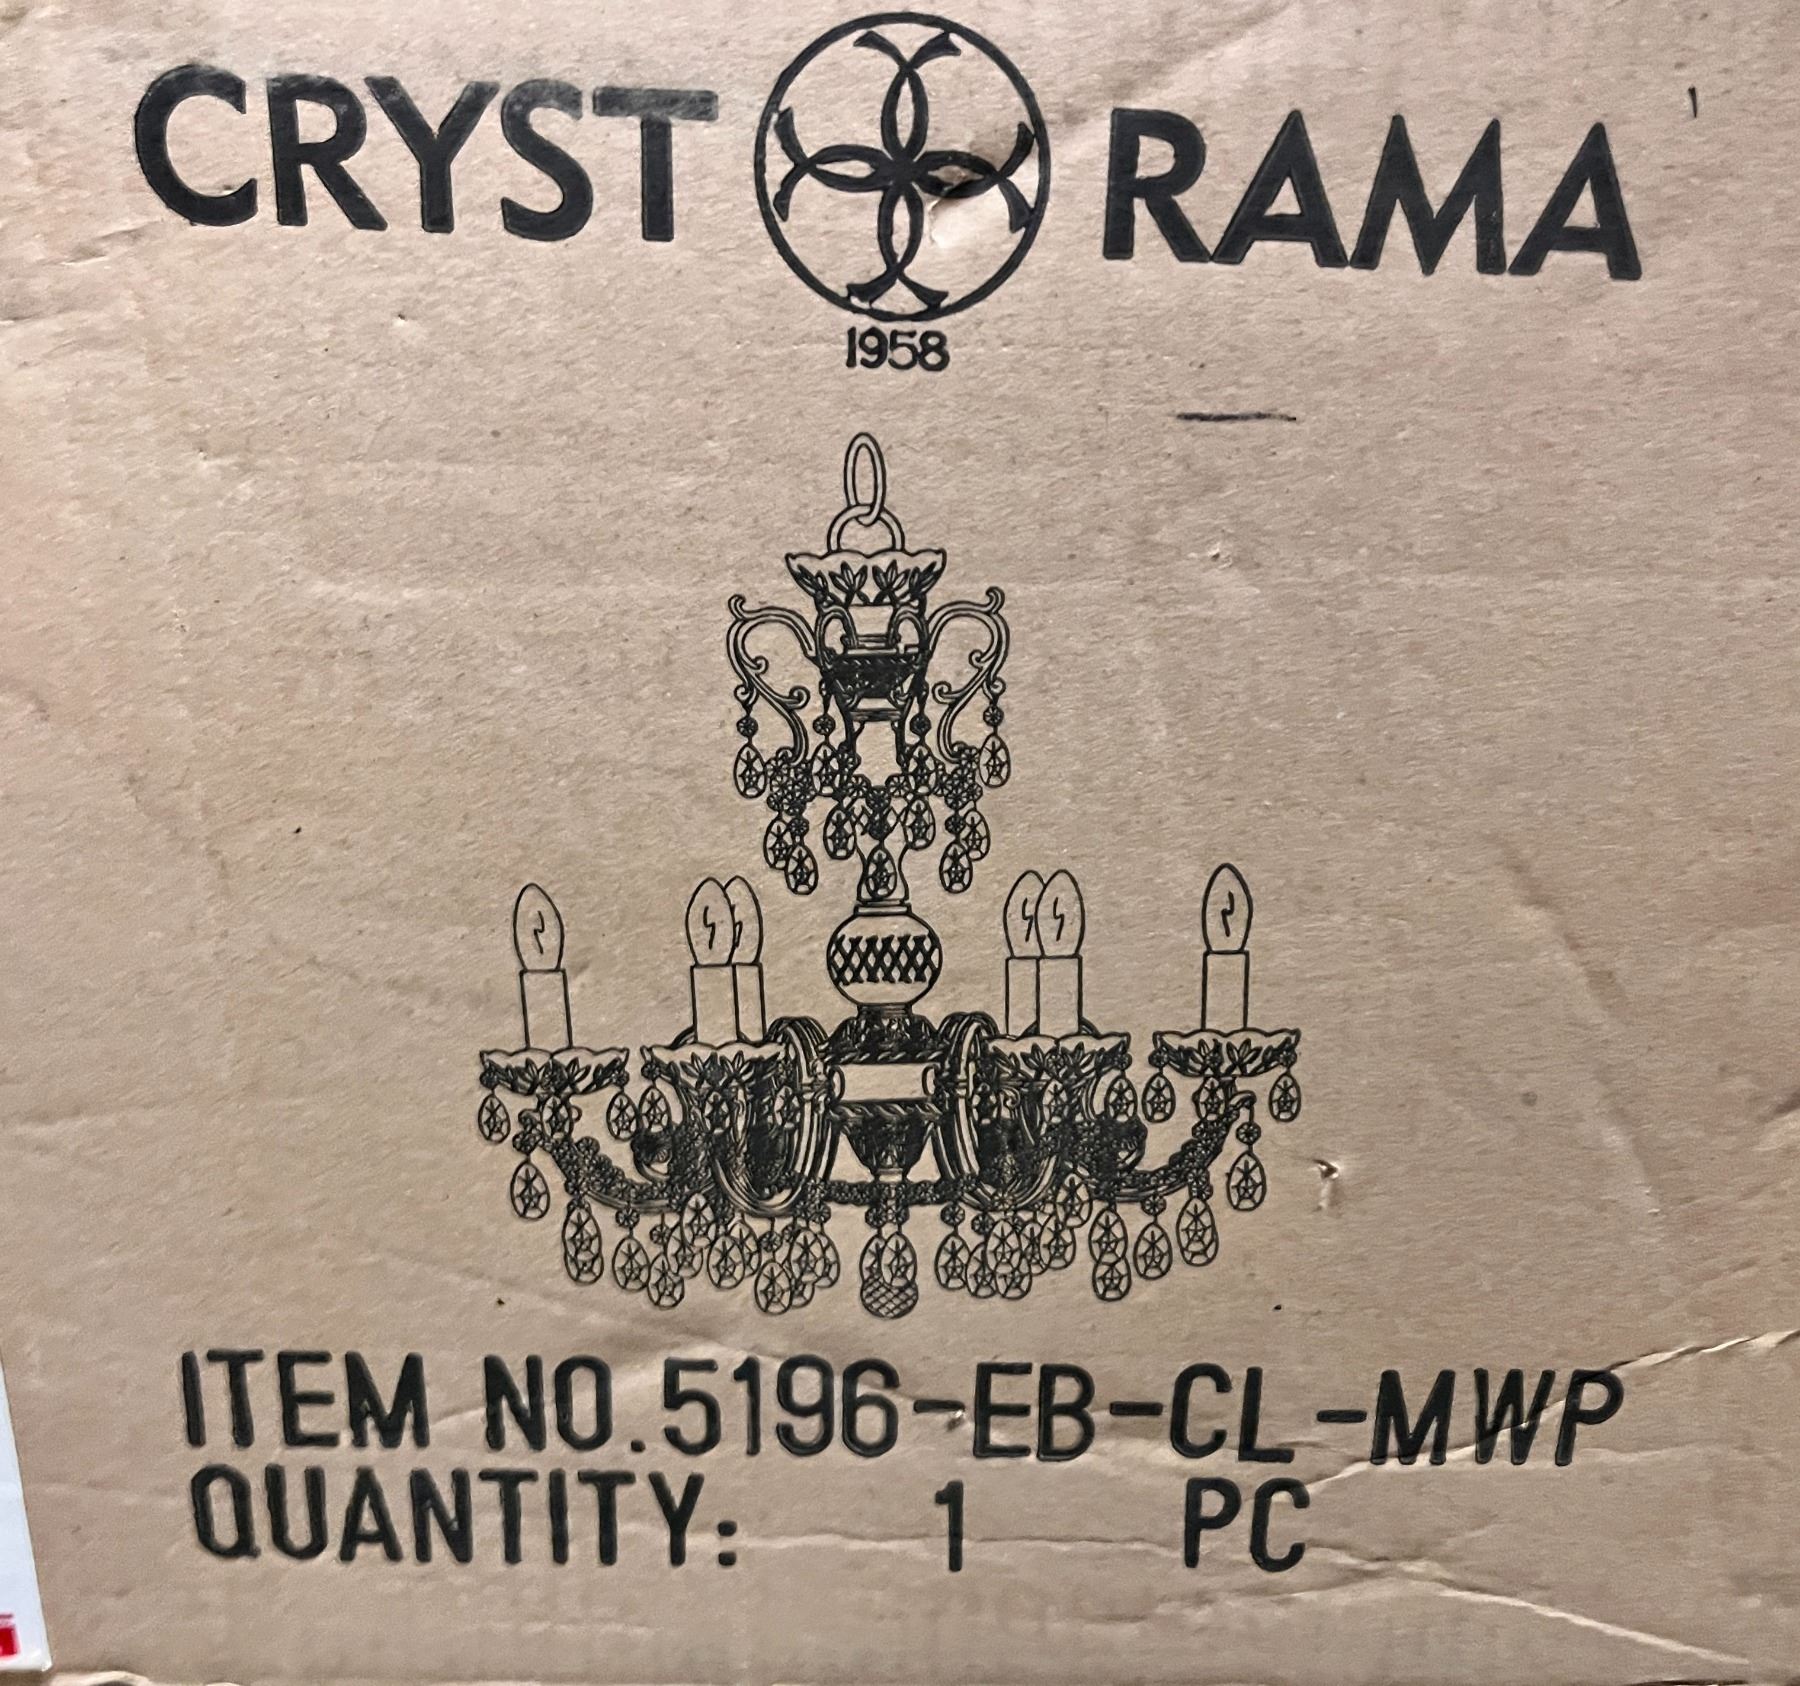 CRYST RAMA
1958
ITEM NO.5196-EB-CL-MWP
QUANTITY: 1 PC